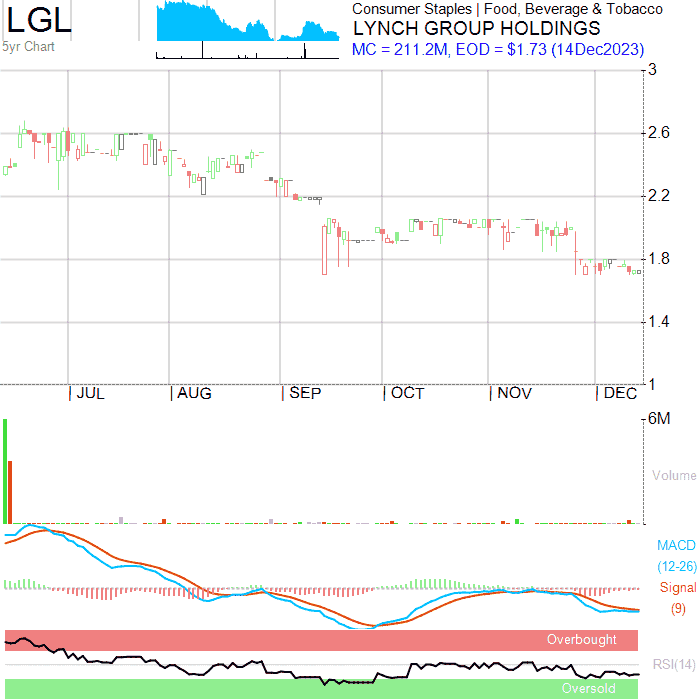 LGL
5yr Chart
Consumer Staples | Food, Beverage & Tobacco
LYNCH GROUP HOLDINGS
MC = 211.2M, EOD = $1.73 (14Dec2023)
3
2.6
2.2
1.8
1.4
1
JUL
AUG
SEP
OCT
NOV
DEC
6M
Volume
MACD
(12-26)
Signal
(9)
Overbought
RSI(14)
Oversold